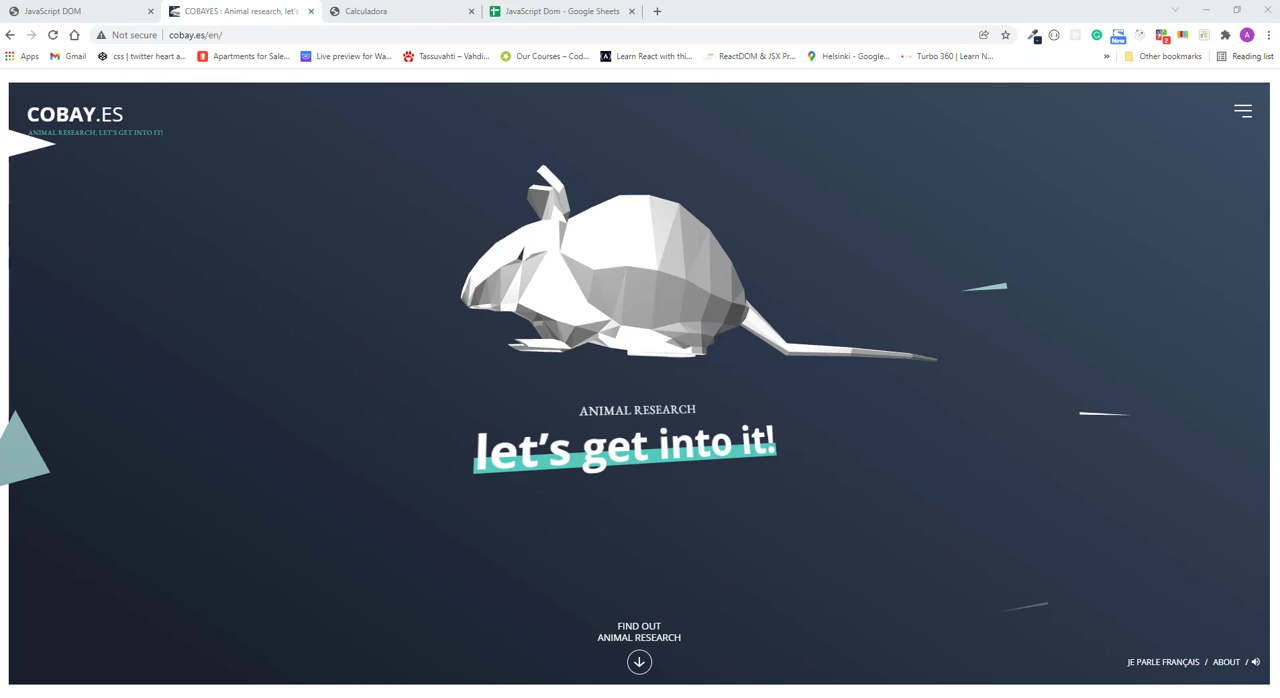 JavaScript DOM
COBAYES : Animal research, let's
Calculadora
JavaScript Dom - Google Sheets
Not secure
cobay.es/en/
A
Apps
Gmail
css | twitter heart a...
Apartments for Sale...
Live preview for Wa...
Tassuvahti – Vahdi...
Our Courses – Cod...
Learn React with thi...
ReactDOM & JSX Pr...
Helsinki - Google...
Turbo 360 | Learn N...
»
Other bookmarks
Reading list
New
2
COBAY.ES
ANIMAL RESEARCH, LET'S GET INTO IT!
ANIMAL RESEARCH
let's get into it!
FIND OUT
ANIMAL RESEARCH
JE PARLE FRANÇAIS / ABOUT /